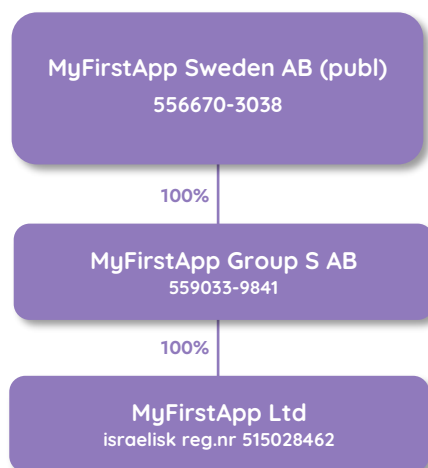 MyFirstApp Sweden AB (publ)
556670-3038
100%
MyFirstApp Group S AB
559033-9841
100%
MyFirstApp Ltd
israelisk reg.nr 515028462